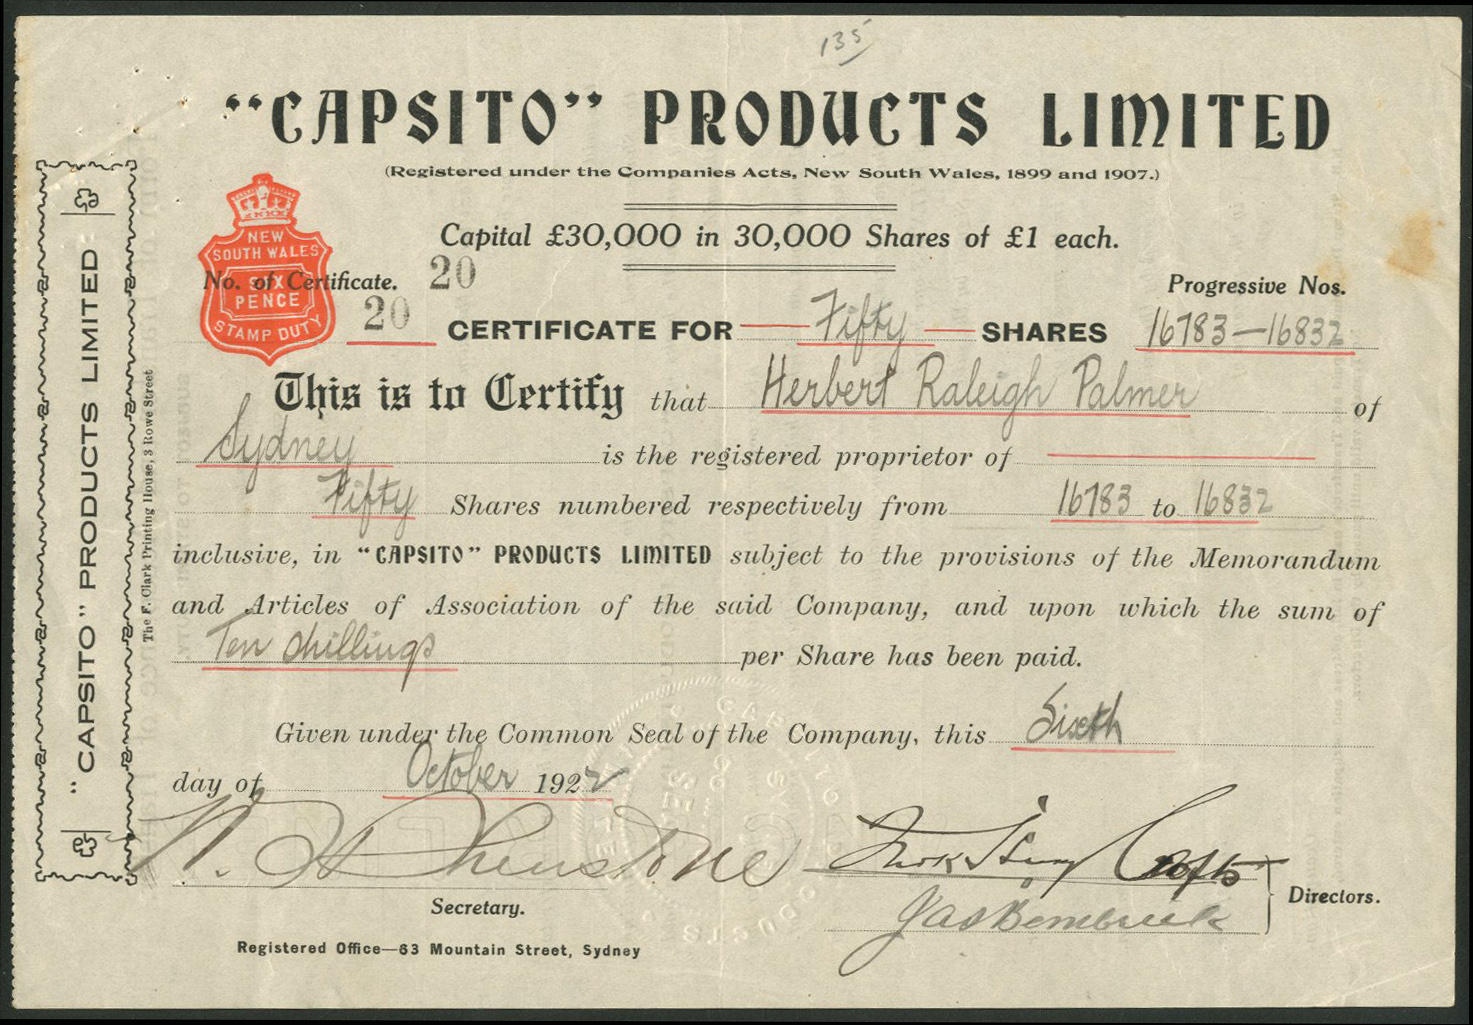 135
“CAPSITO” PRODUCTS LIMITED
(Registered under the Companies Acts, New South Wales, 1899 and 1907.)
Capital £30,000 in 30,000 Shares of £1 each.
NEW
SOUTH WALES
SIX
PENCE
STAMP DUTY
No. of Certificate. 20
20
Progressive Nos.
CERTIFICATE FOR Fifty SHARES 16783—16832
This is to Certify that Herbert Raleigh Palmer of
Sydney is the registered proprietor of
Fifty Shares numbered respectively from 16783 to 16832
inclusive, in “CAPSITO” PRODUCTS LIMITED subject to the provisions of the Memorandum
and Articles of Association of the said Company, and upon which the sum of
Ten shillings per Share has been paid.
Given under the Common Seal of the Company, this Sixth
day of October 1922
Secretary.
Directors.
Registered Office—63 Mountain Street, Sydney
“CAPSITO” PRODUCTS LIMITED
The F. Clark Printing House, 3 Rowe Street